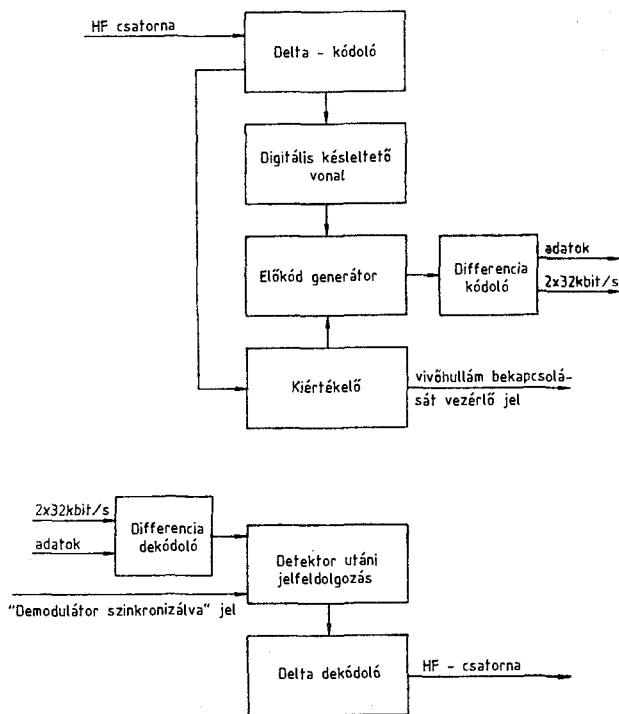 HF csatorna
Delta - kódoló
Digitális késleltető
vonal
Előkód generátor
Differencia
kódoló
adatok
2x32kbit/s
Kiértékelő
vivőhullám bekapcsolá-
sát vezérlő jel
2x32kbit/s
adatok
Differencia
dekódoló
Detektor utáni
jelfeldolgozás
"Demodulátor szinkronizálva" jel
Delta dekódoló
HF - csatorna